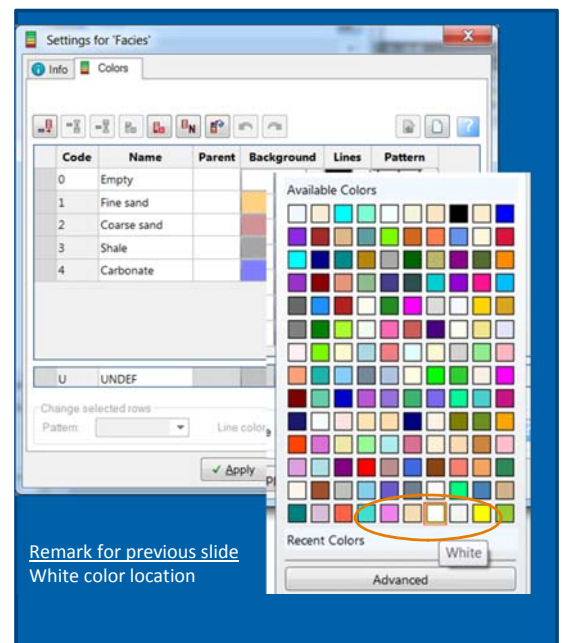 Settings for 'Facies'
Info Colors
Code Name Parent Background Lines Pattern
0 Empty
1 Fine sand
2 Coarse sand
3 Shale
4 Carbonate
U UNDEF
Change selected rows
Pattern: Line color
Apply
Available Colors
Recent Colors
White
Advanced
Remark for previous slide
White color location